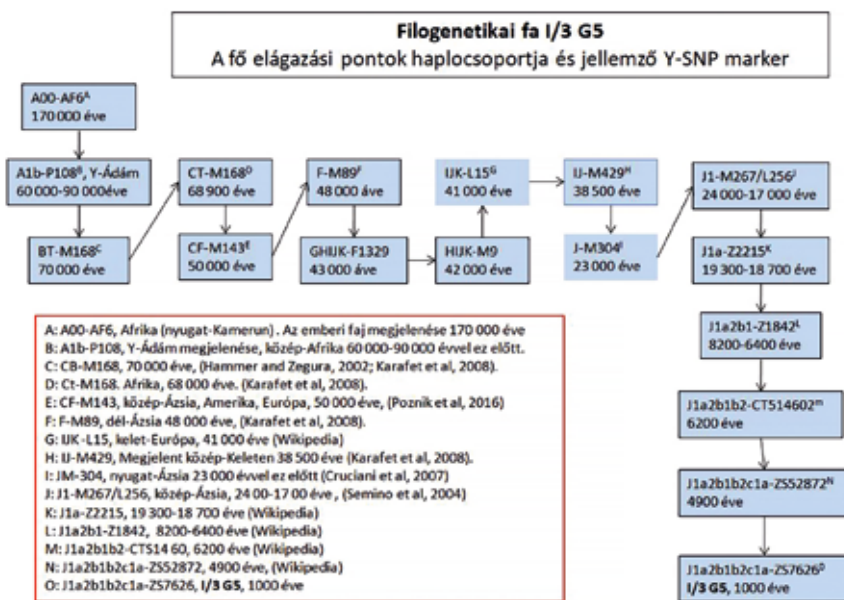 Filogenetikai fa I/3 G5
A fő elágazási pontok haplocsoportja és jellemző Y-SNP marker
A00-AF6ᴬ
170 000 éve
A1b-P108ᴮ, Y-Ádám
60 000-90 000éve
BT-M168ᶜ
70 000 éve
CT-M168ᴰ
68 900 éve
CF-M143ᴱ
50 000 éve
F-M89ᶠ
48 000 áve
GHIJK-F1329
43 000 áve
HIJK-M9
42 000 éve
IJK-L15ᴳ
41 000 éve
IJ-M429ᴴ
38 500 éve
J-M304ᴵ
23 000 éve
J1-M267/L256ᴶ
24 000-17 000 éve
J1a-Z2215ᴷ
19 300-18 700 éve
J1a2b1-Z1842ᴸ
8200-6400 éve
J1a2b1b2-CT514602ᵐ
6200 éve
J1a2b1b2c1a-ZS52872ᴺ
4900 éve
J1a2b1b2c1a-ZS7626ᴼ
I/3 G5, 1000 éve
A: A00-AF6, Afrika (nyugat-Kamerun). Az emberi faj megjelenése 170 000 éve
B: A1b-P108, Y-Ádám megjelenése, közép-Afrika 60 000-90 000 évvel ez előtt.
C: CB-M168, 70 000 éve, (Hammer and Zegura, 2002; Karafet et al, 2008).
D: Ct-M168. Afrika, 68 000 éve. (Karafet et al, 2008).
E: CF-M143, közép-Ázsia, Amerika, Európa, 50 000 éve, (Poznik et al, 2016)
F: F-M89, dél-Ázsia 48 000 éve, (Karafet et al, 2008).
G: IJK -L15, kelet-Európa, 41 000 éve (Wikipedia)
H: IJ-M429, Megjelent közép-Keleten 38 500 éve (Karafet et al, 2008).
I: JM-304, nyugat-Ázsia 23 000 évvel ez előtt (Cruciani et al, 2007)
J: J1-M267/L256, közép-Ázsia, 24 00-17 00 éve , (Semino et al, 2004)
K: J1a-Z2215, 19 300-18 700 éve (Wikipedia)
L: J1a2b1-Z1842, 8200-6400 éve (Wikipedia)
M: J1a2b1b2-CTS14 60, 6200 éve (Wikipedia)
N: J1a2b1b2c1a-ZS52872, 4900 éve, (Wikipedia)
O: J1a2b1b2c1a-ZS7626, I/3 G5, 1000 éve